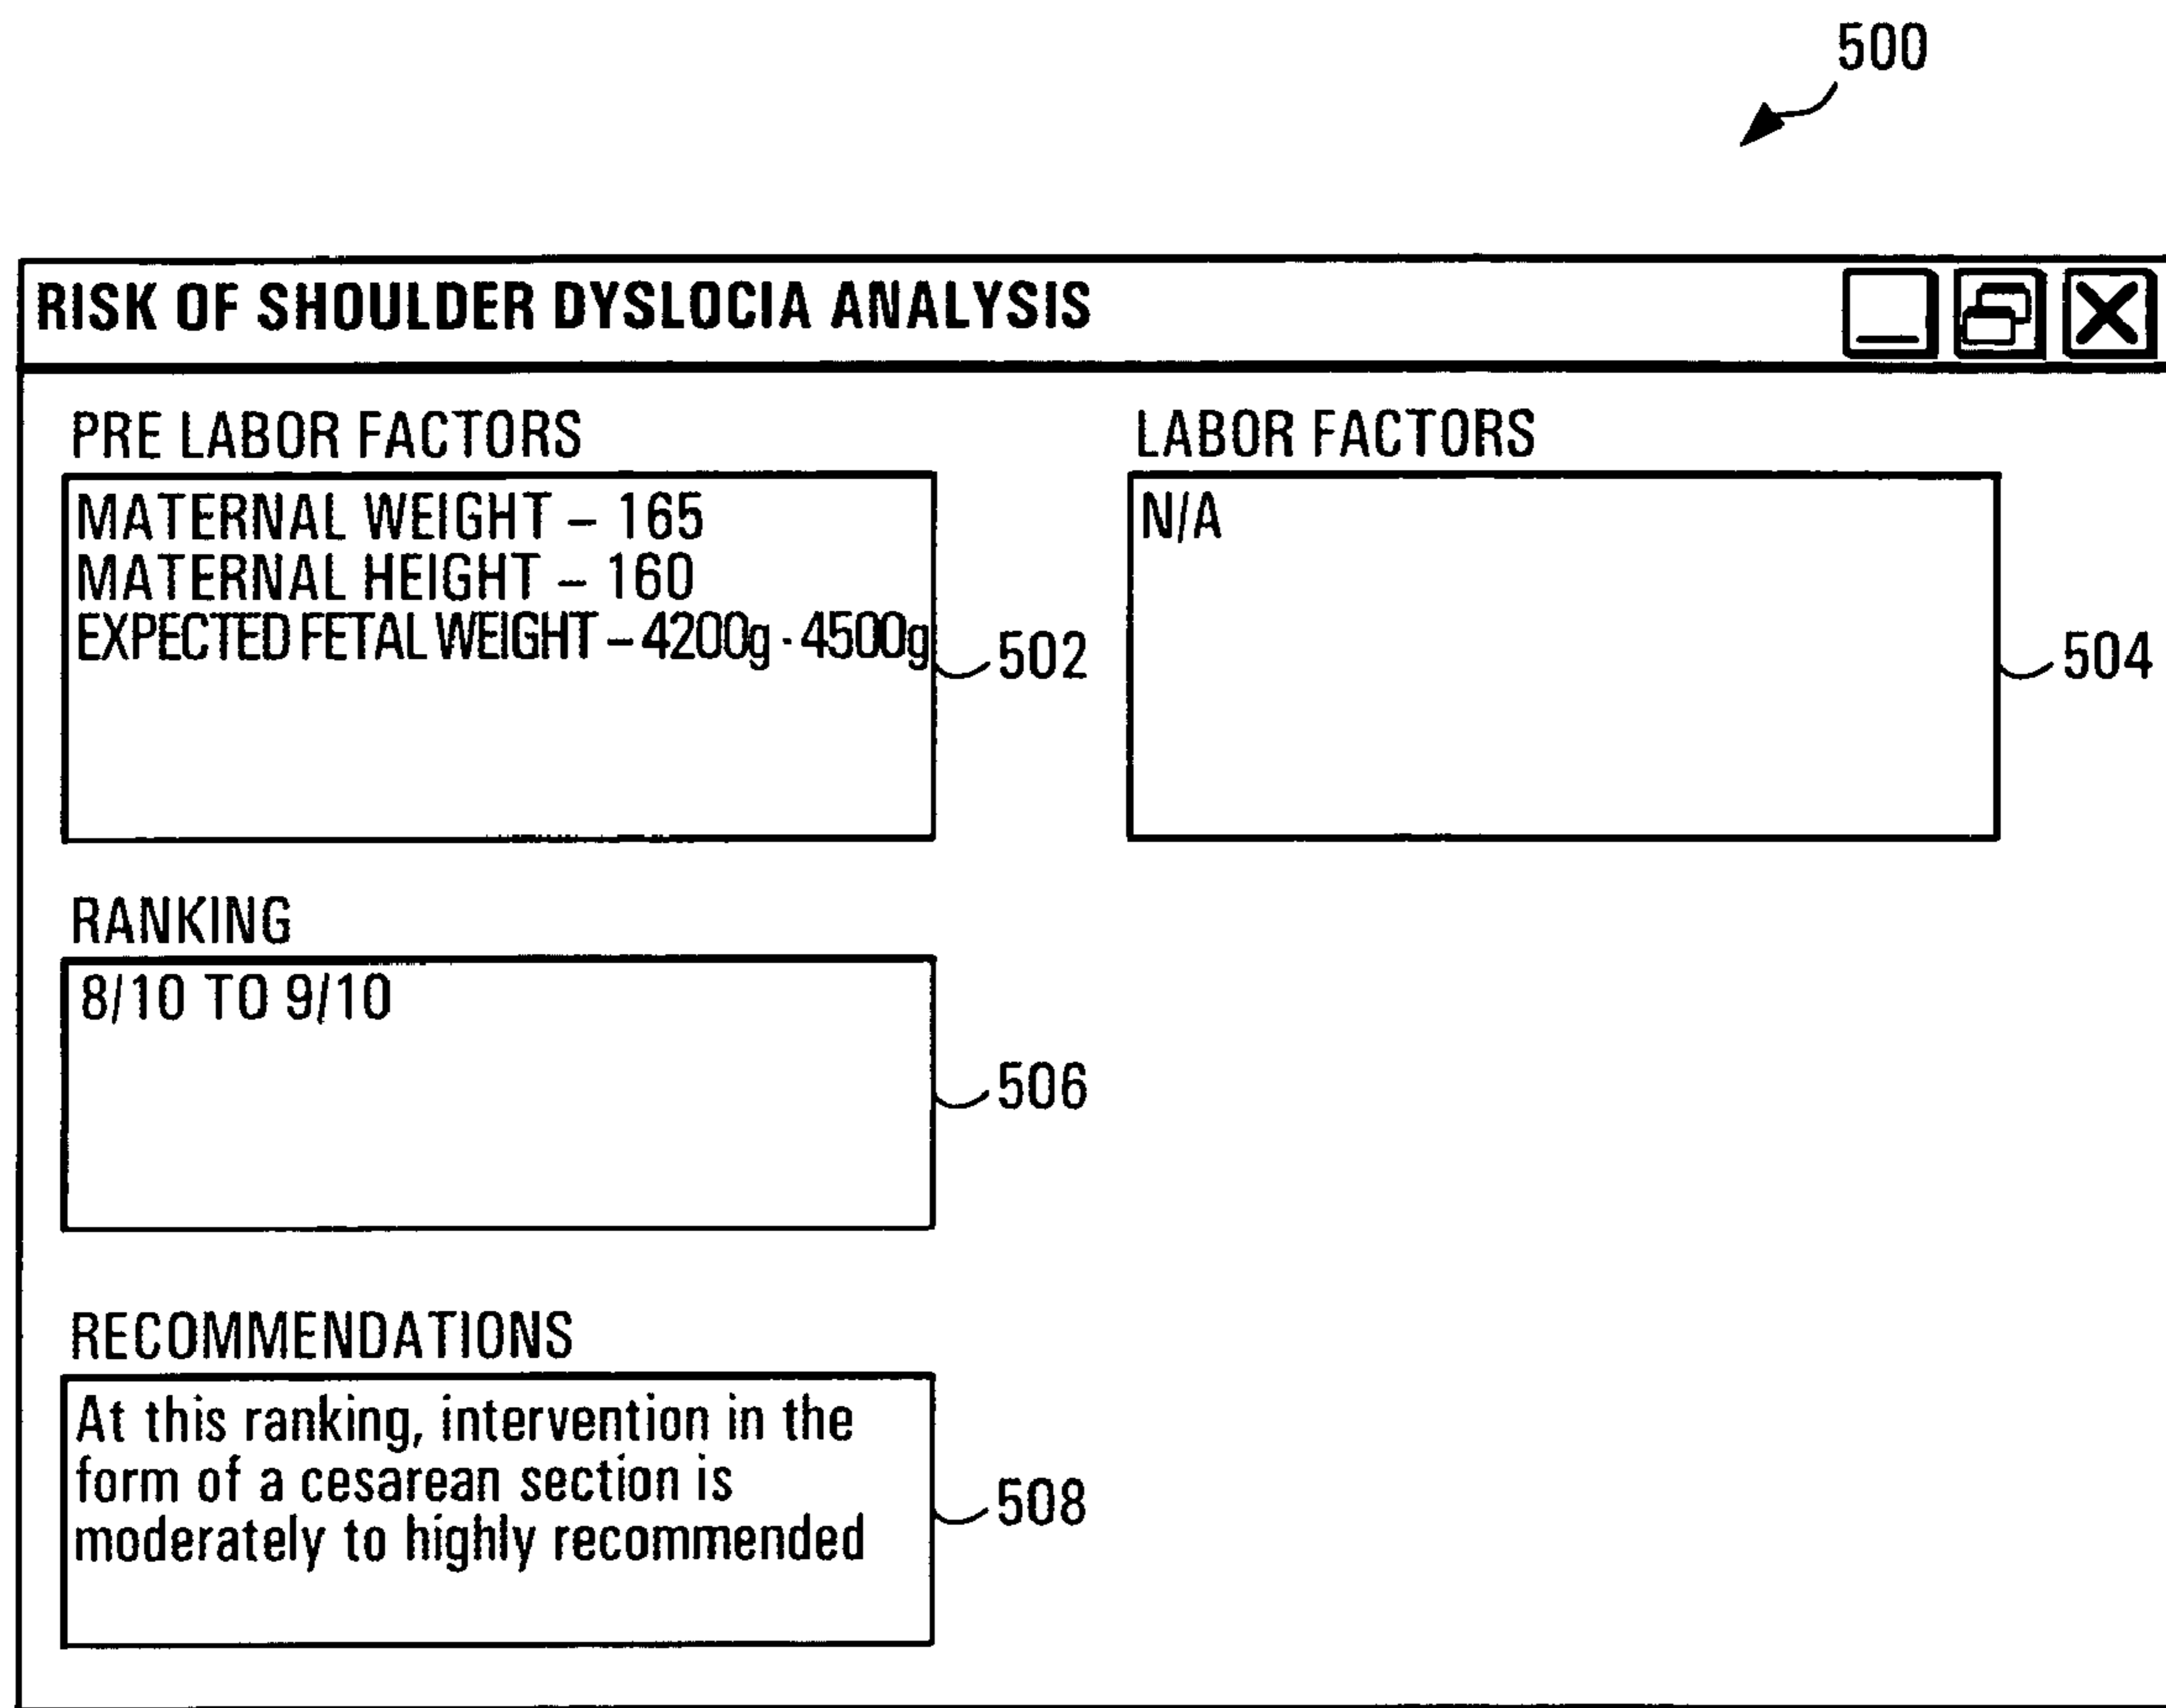 500
RISK OF SHOULDER DYSLOCIA ANALYSIS
PRE LABOR FACTORS
MATERNAL WEIGHT – 165
MATERNAL HEIGHT – 160
EXPECTED FETAL WEIGHT – 4200g - 4500g
502
LABOR FACTORS
N/A
504
RANKING
8/10 TO 9/10
506
RECOMMENDATIONS
At this ranking, intervention in the
form of a cesarean section is
moderately to highly recommended
508